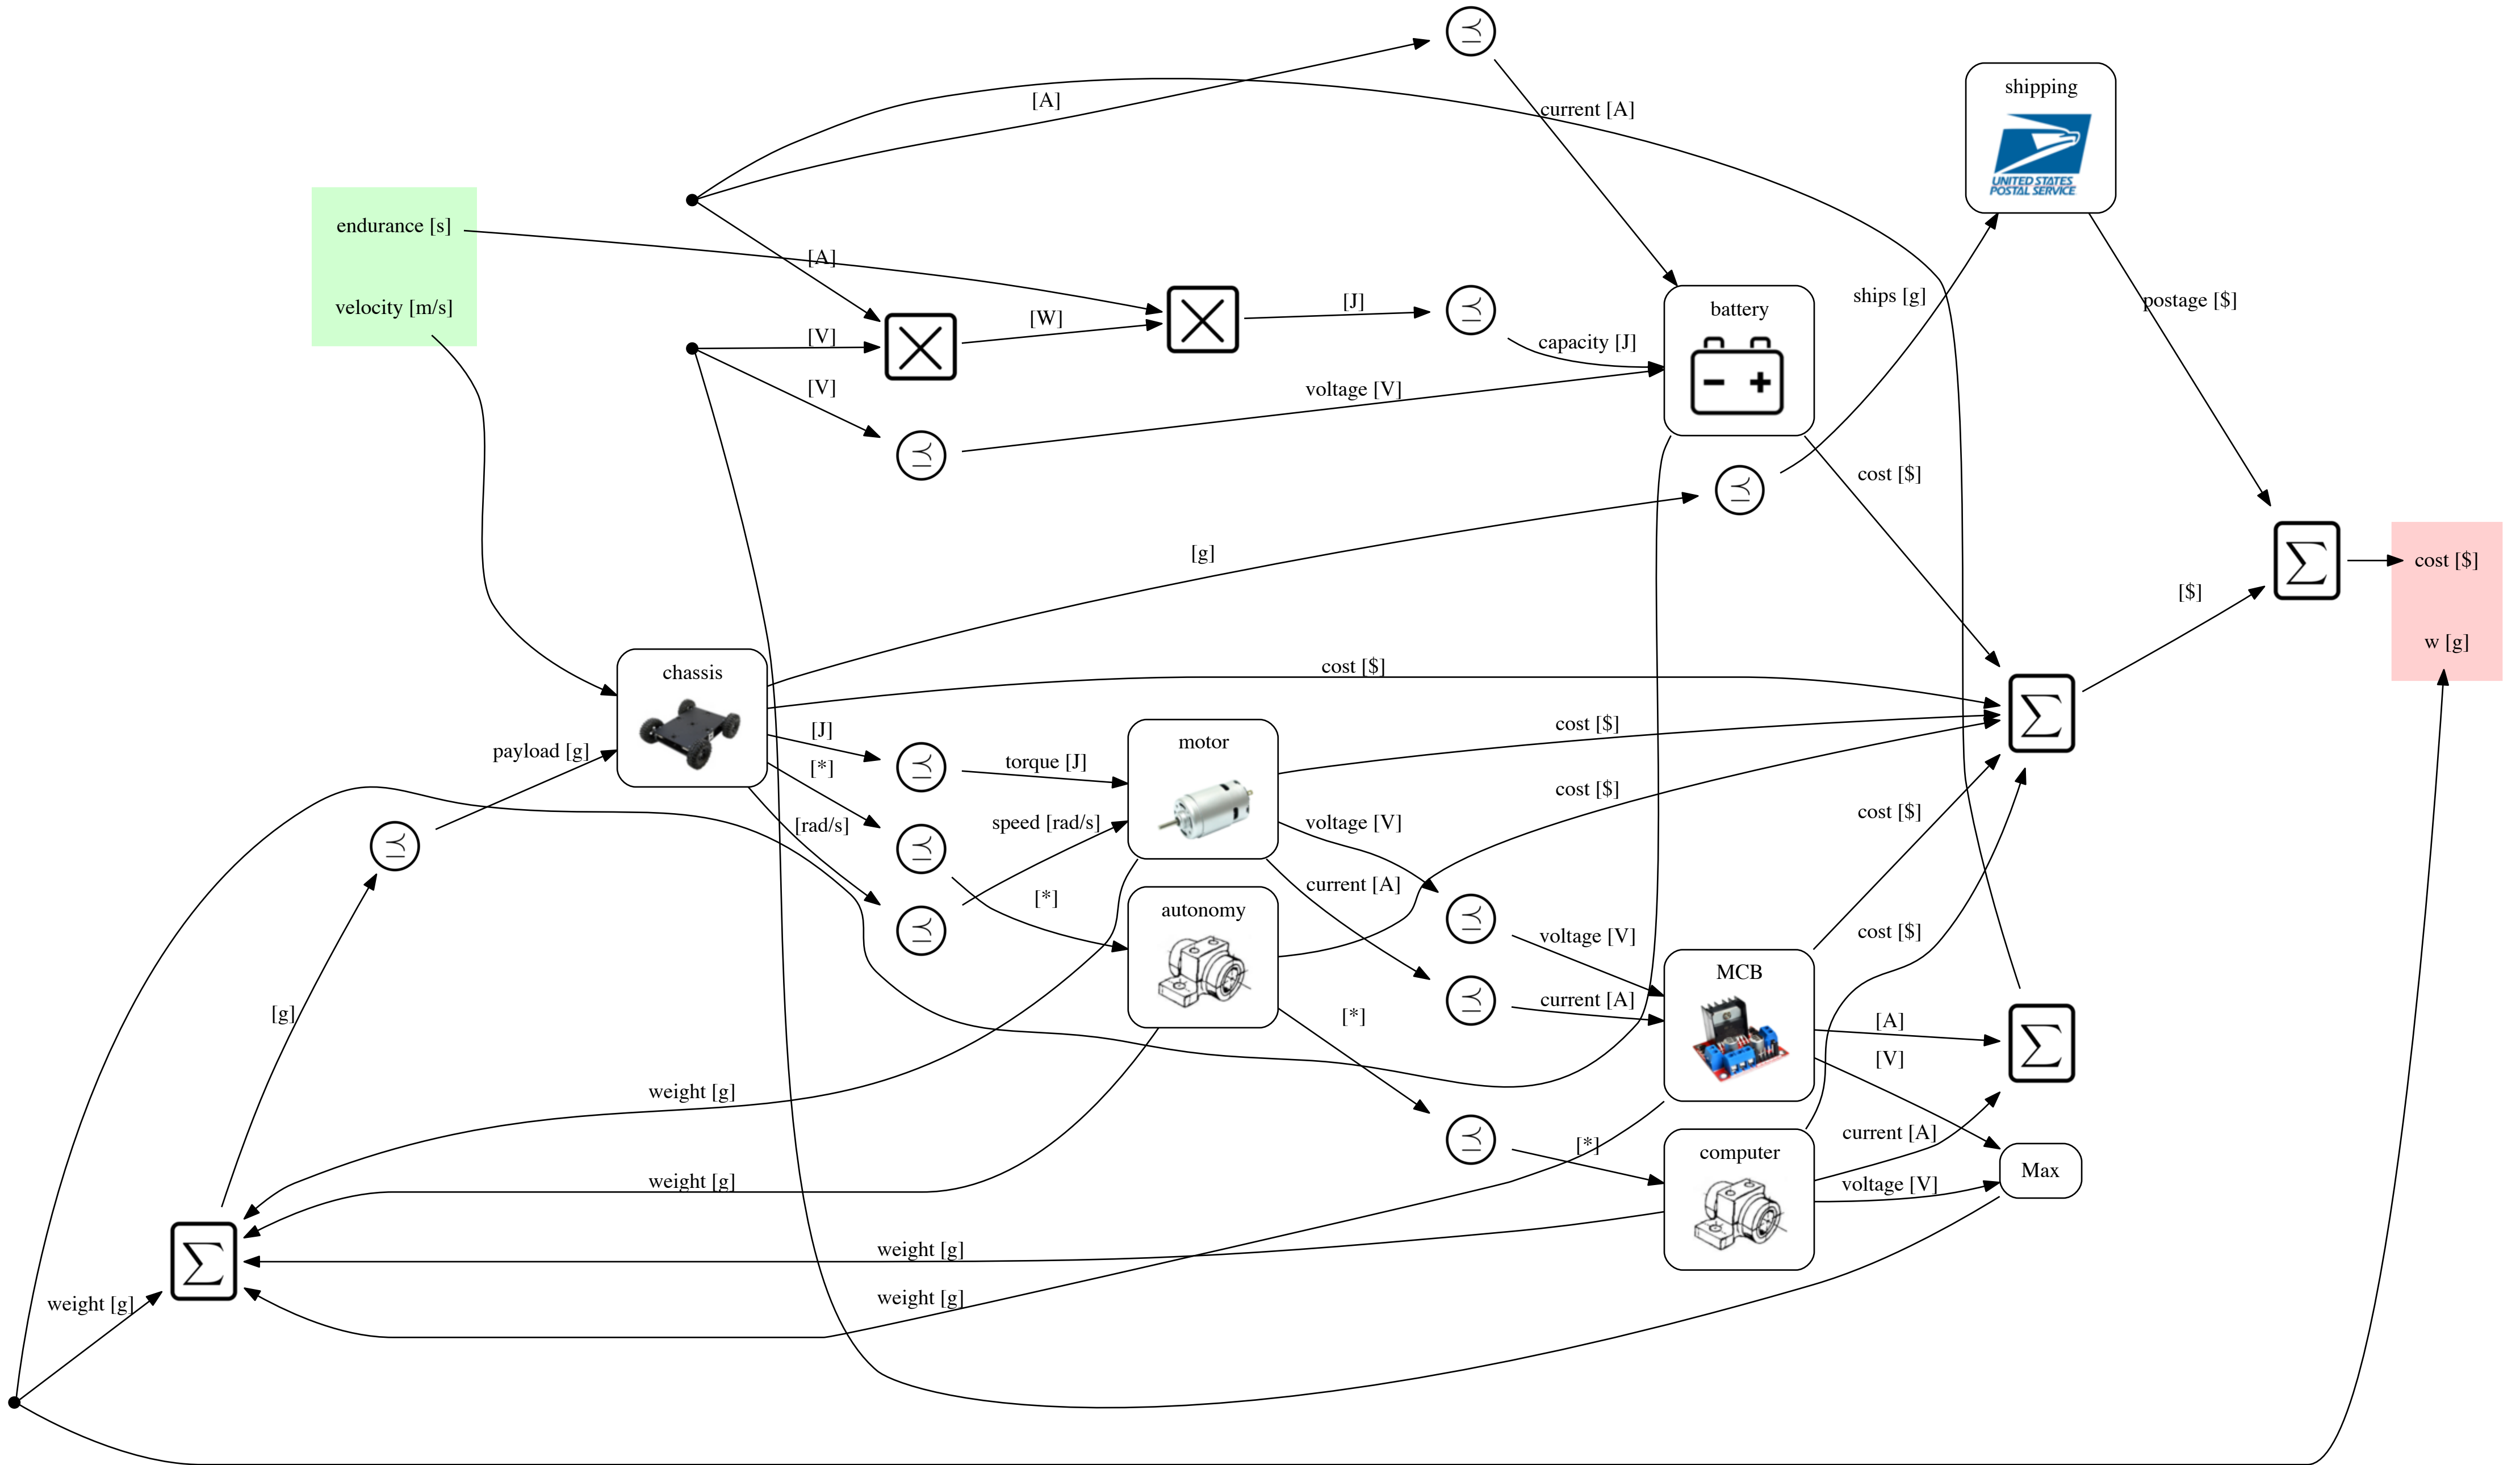 ⪯
[A]
current [A]
shipping
UNITED STATES
POSTAL SERVICE
endurance [s]
velocity [m/s]
[A]
[V]
[V]
[W]
[J]
⪯
capacity [J]
voltage [V]
⪯
battery
ships [g]
postage [$]
cost [$]
⪯
[g]
Σ
cost [$]
w [g]
[$]
chassis
payload [g]
⪯
cost [$]
[J]
[*]
[rad/s]
⪯
⪯
⪯
torque [J]
speed [rad/s]
[*]
motor
cost [$]
cost [$]
voltage [V]
current [A]
autonomy
[*]
⪯
⪯
⪯
voltage [V]
current [A]
[*]
MCB
cost [$]
cost [$]
Σ
[A]
[V]
Σ
computer
current [A]
voltage [V]
Max
[g]
weight [g]
weight [g]
weight [g]
weight [g]
weight [g]
Σ